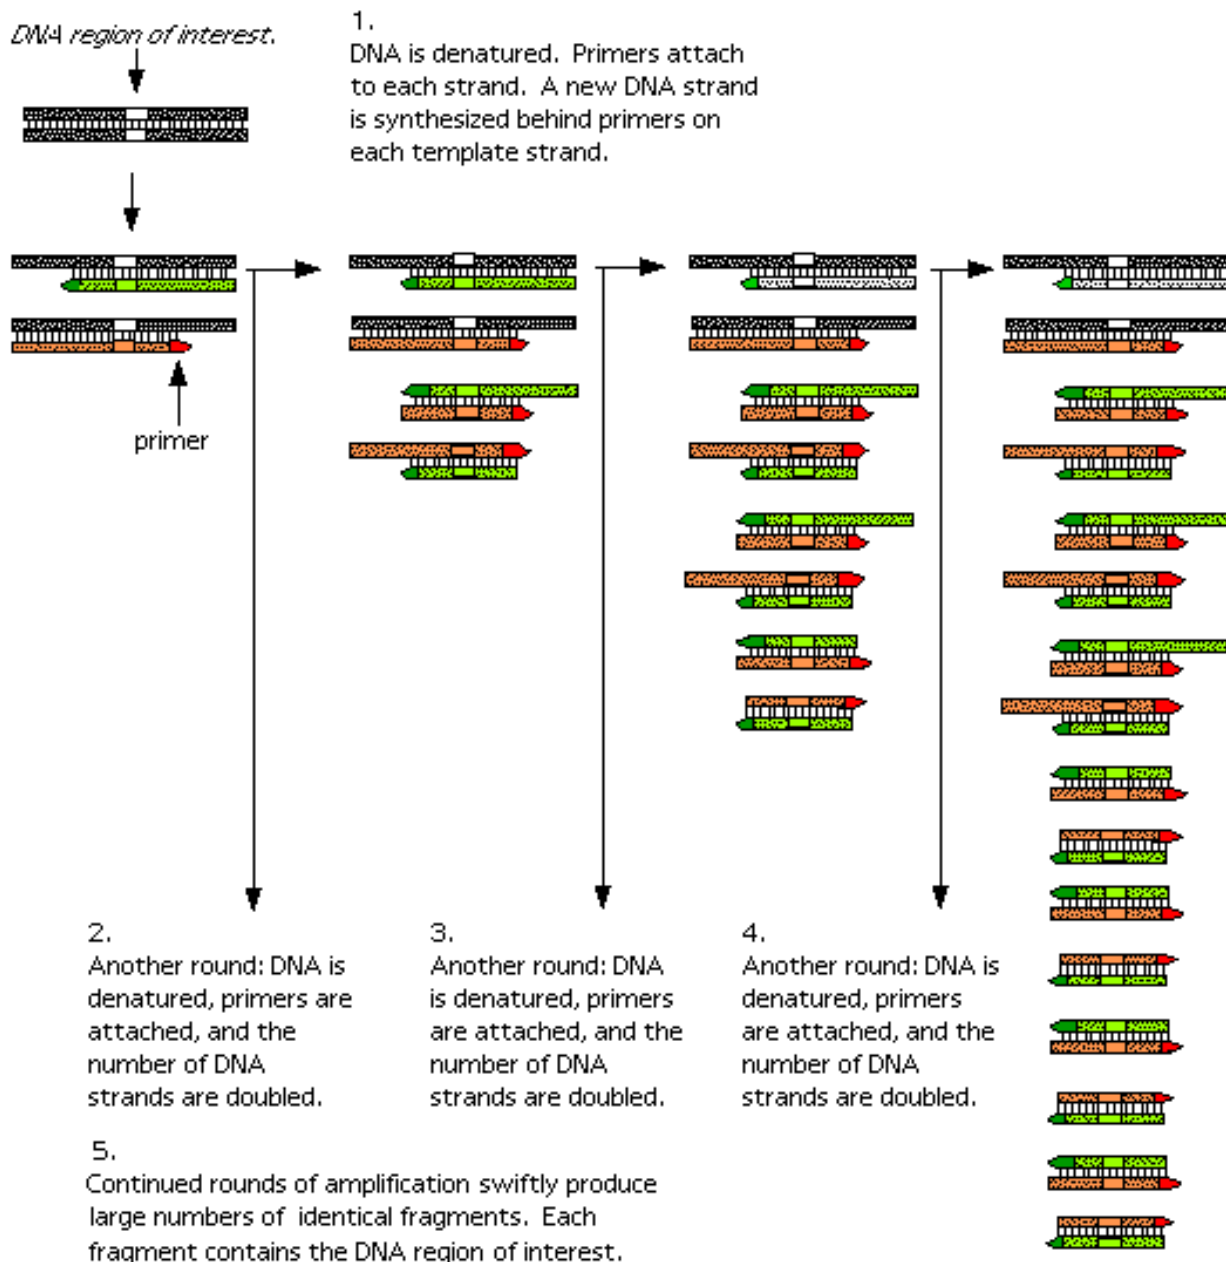 DNA region of interest.
1.
DNA is denatured.  Primers attach
to each strand.  A new DNA strand
is synthesized behind primers on
each template strand.
primer
2.
Another round: DNA is
denatured, primers are
attached, and the
number of DNA
strands are doubled.
3.
Another round: DNA
is denatured, primers
are attached, and the
number of DNA
strands are doubled.
4.
Another round: DNA is
denatured, primers
are attached, and the
number of DNA
strands are doubled.
5.
Continued rounds of amplification swiftly produce
large numbers of  identical fragments.  Each
fragment contains the DNA region of interest.